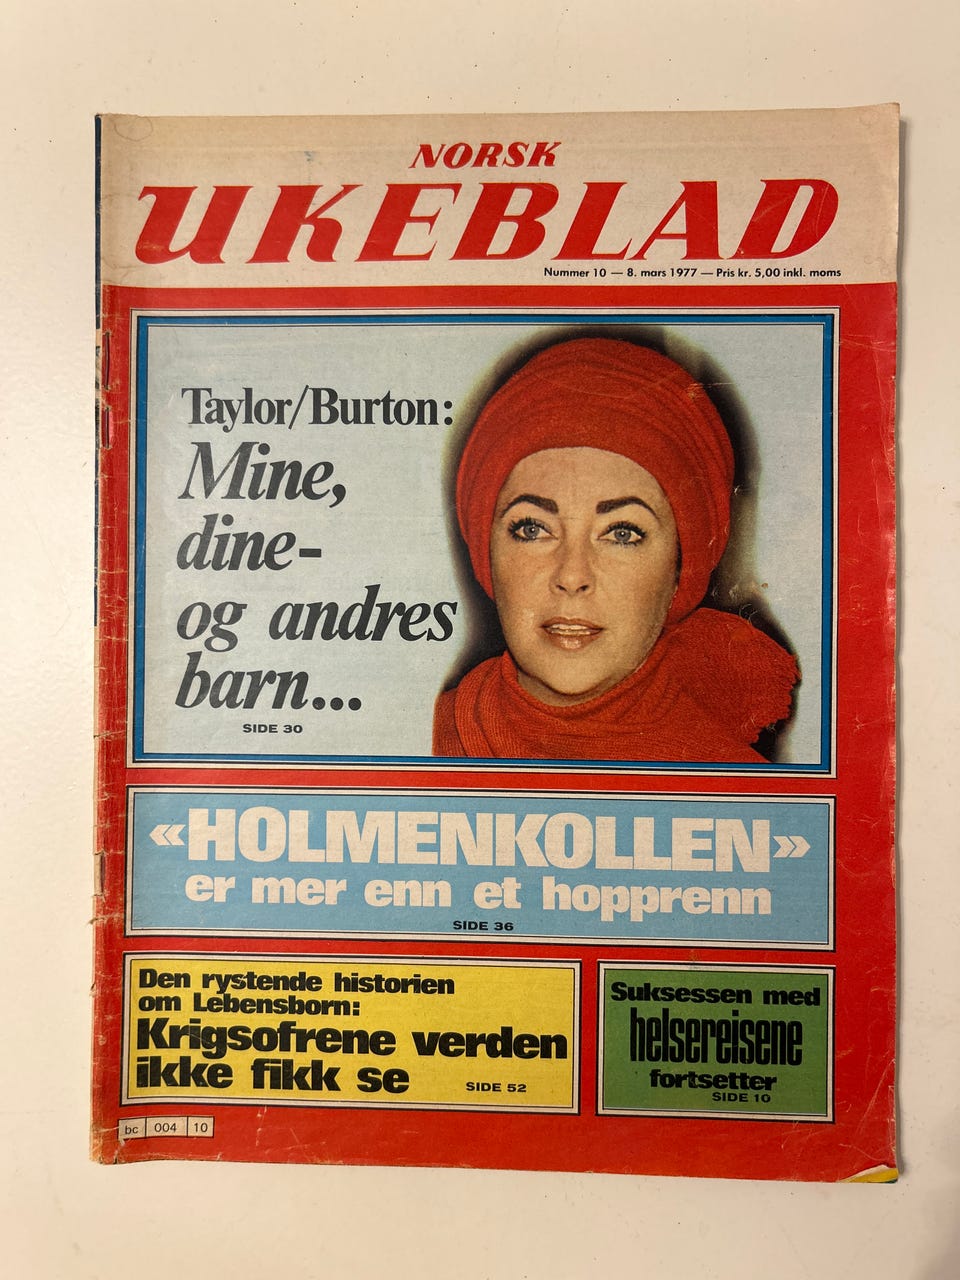 NORSK
UKEBLAD
Nummer 10 — 8. mars 1977 — Pris kr. 5,00 inkl. moms
Taylor/Burton:
Mine,
dine-
og andres
barn...
SIDE 30
«HOLMENKOLLEN»
er mer enn et hopprenn
SIDE 36
Den rystende historien
om Lebensborn:
Krigsofrene verden
ikke fikk se
SIDE 52
Suksessen med
helsereisene
fortsetter
SIDE 10
bc 004 10